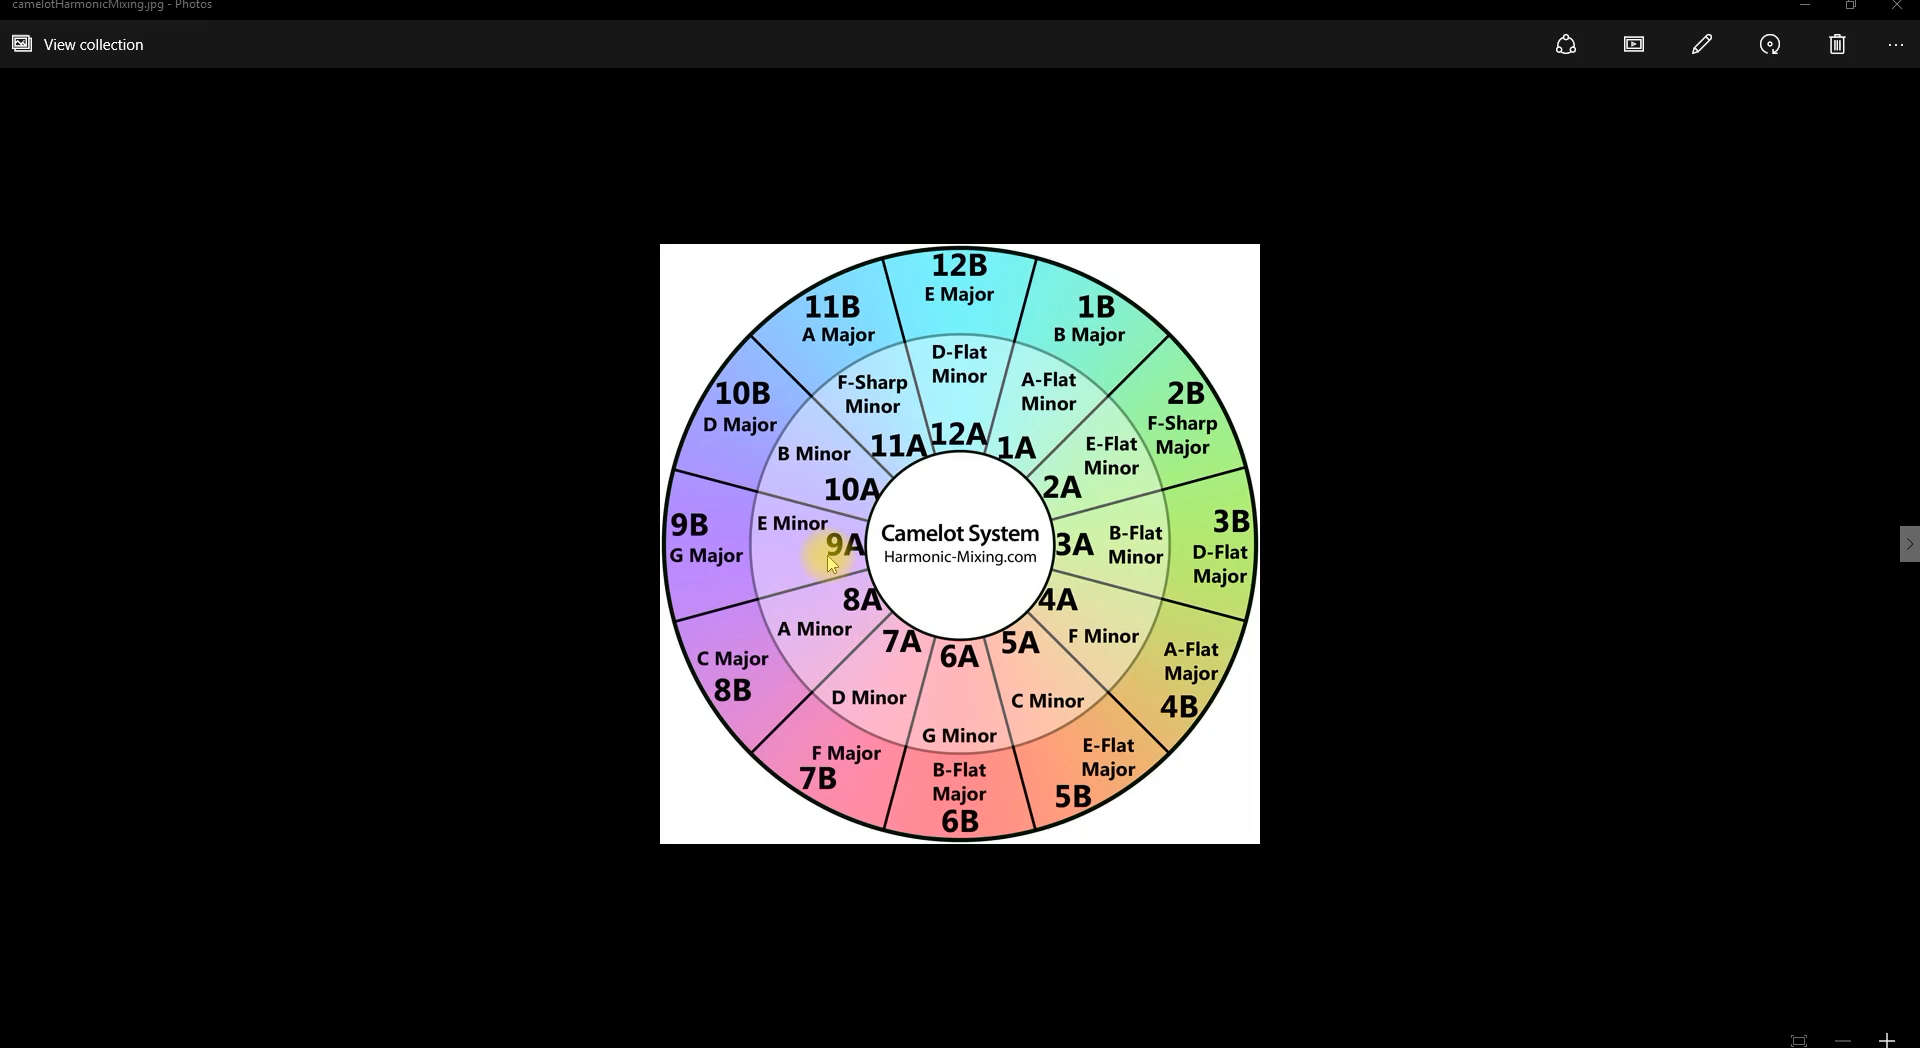 camelotHarmonicMixing.jpg - Photos
View collection
12B
E Major
11B
A Major
1B
B Major
10B
D Major
2B
F-Sharp
Major
9B
G Major
3B
D-Flat
Major
C Major
8B
A-Flat
Major
4B
F Major
7B
B-Flat
Major
6B
E-Flat
Major
5B
D-Flat
Minor
12A
F-Sharp
Minor
11A
A-Flat
Minor
1A
B Minor
10A
E-Flat
Minor
2A
E Minor
9A
B-Flat
Minor
3A
8A
A Minor
4A
F Minor
7A
D Minor
6A
G Minor
5A
C Minor
Camelot System
Harmonic-Mixing.com